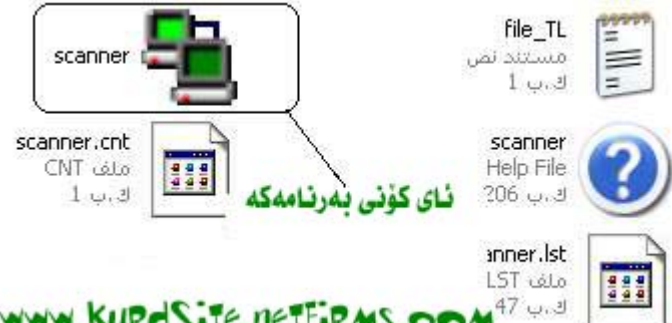 scanner
file_TL
مستند نصي
1 ك.ب
scanner.cnt
ملف CNT
1 ك.ب
scanner
Help File
206 ك.ب
ئای کۆنی بەرنامەکە
anner.lst
ملف LST
47 ك.ب
www.KURdSiTe.neTFiRMS.COM